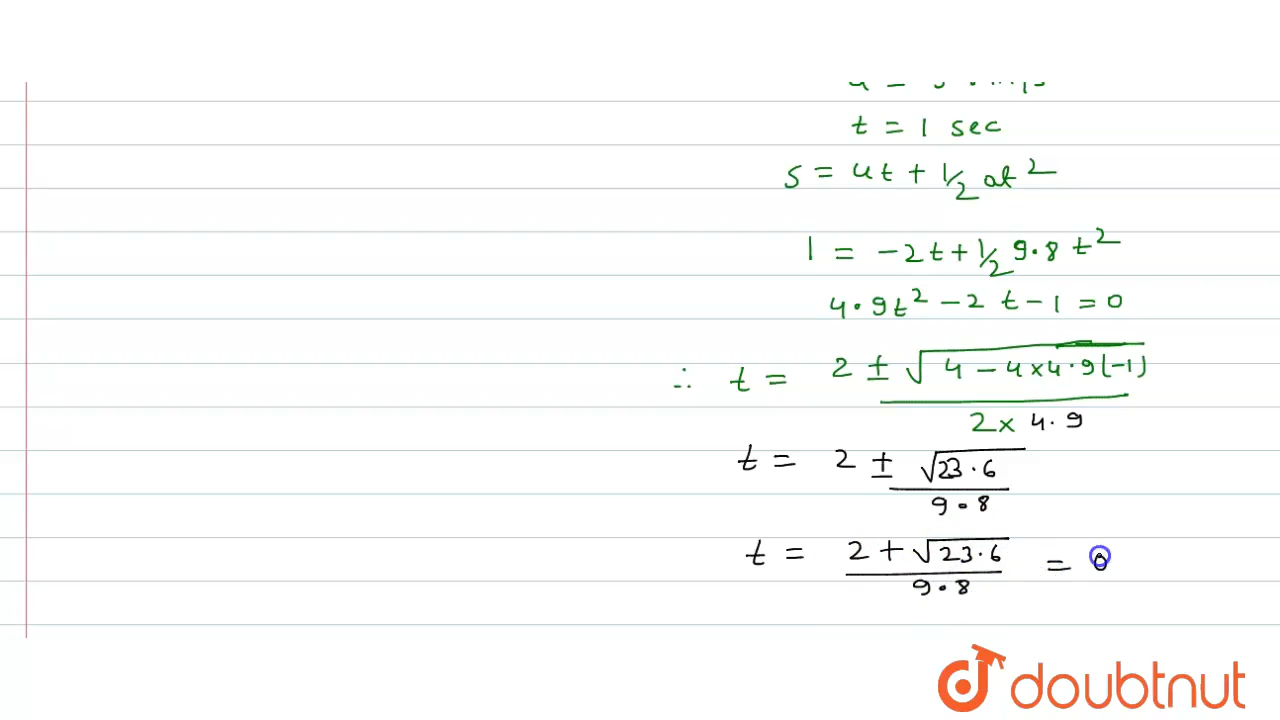 t = 1 sec
s = ut + 1/2 at²
1 = -2t + 1/2 9.8 t²
4.9t² - 2 t - 1 = 0
∴ t = 2 ± √4 - 4×4.9(-1) / 2× 4.9
t = 2 ± √23.6 / 9.8
t = 2 + √23.6 / 9.8 = 0
doubtnut